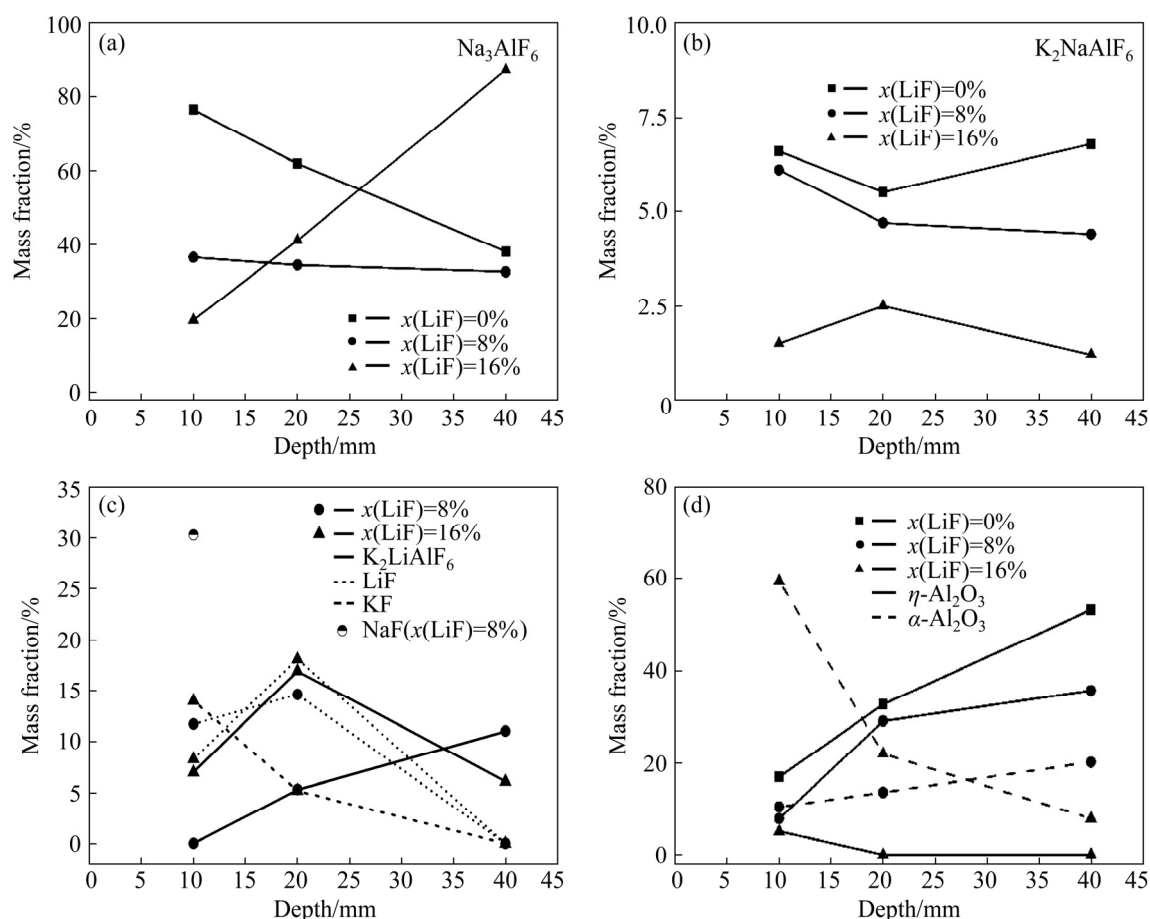 (a)
Na₃AlF₆
100
80
60
40
20
0
Mass fraction/%
x(LiF)=0%
x(LiF)=8%
x(LiF)=16%
0 5 10 15 20 25 30 35 40 45
Depth/mm
(b)
K₂NaAlF₆
10.0
7.5
5.0
2.5
0
Mass fraction/%
x(LiF)=0%
x(LiF)=8%
x(LiF)=16%
0 5 10 15 20 25 30 35 40 45
Depth/mm
(c)
35
30
25
20
15
10
5
0
Mass fraction/%
x(LiF)=8%
x(LiF)=16%
K₂LiAlF₆
LiF
KF
NaF(x(LiF)=8%)
0 5 10 15 20 25 30 35 40 45
Depth/mm
(d)
80
60
40
20
0
Mass fraction/%
x(LiF)=0%
x(LiF)=8%
x(LiF)=16%
η-Al₂O₃
α-Al₂O₃
0 5 10 15 20 25 30 35 40 45
Depth/mm